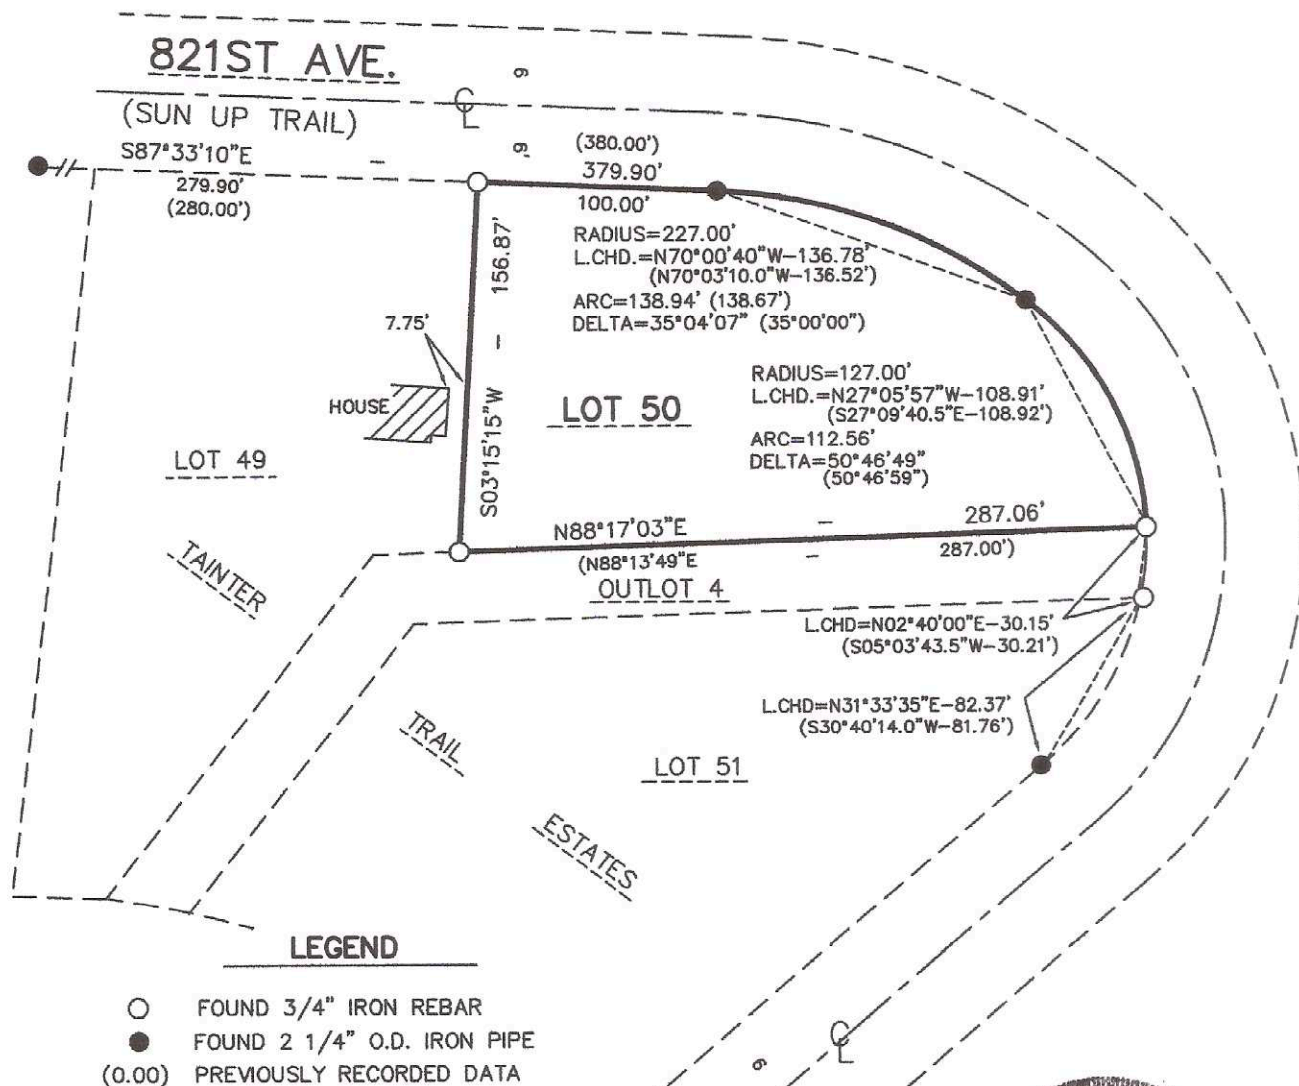 821ST AVE.
(SUN UP TRAIL)
S87°33'10"E
279.90'
(280.00')
—
6
6'
C
L
(380.00')
379.90'
100.00'
RADIUS=227.00'
L.CHD.=N70°00'40"W-136.78'
(N70°03'10.0"W-136.52')
ARC=138.94' (138.67')
DELTA=35°04'07" (35°00'00")
S03°15'15"W — 156.87'
7.75'
HOUSE
LOT 49
LOT 50
RADIUS=127.00'
L.CHD.=N27°05'57"W-108.91'
(S27°09'40.5"E-108.92')
ARC=112.56'
DELTA=50°46'49"
(50°46'59")
N88°17'03"E — 287.06'
(N88°13'49"E — 287.00')
OUTLOT 4
L.CHD=N02°40'00"E-30.15'
(S05°03'43.5"W-30.21')
L.CHD=N31°33'35"E-82.37'
(S30°40'14.0"W-81.76')
TAINTER
TRAIL
ESTATES
LOT 51
C
L
6
LEGEND
FOUND 3/4" IRON REBAR
FOUND 2 1/4" O.D. IRON PIPE
(0.00) PREVIOUSLY RECORDED DATA